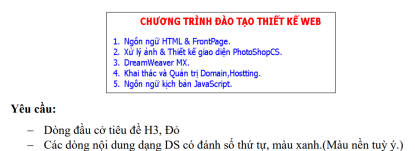 CHƯƠNG TRÌNH ĐÀO TẠO THIẾT KẾ WEB
1. Ngôn ngữ HTML & FrontPage.
2. Xử lý ảnh & Thiết kế giao diện PhotoShopCS.
3. DreamWeaver MX.
4. Khai thác và Quản trị Domain,Hostting.
5. Ngôn ngữ kịch bản JavaScript.
Yêu cầu:
– Dòng đầu cở tiêu đề H3, Đỏ
– Các dòng nội dung dạng DS có đánh số thứ tự, màu xanh.(Màu nền tuỳ ý.)